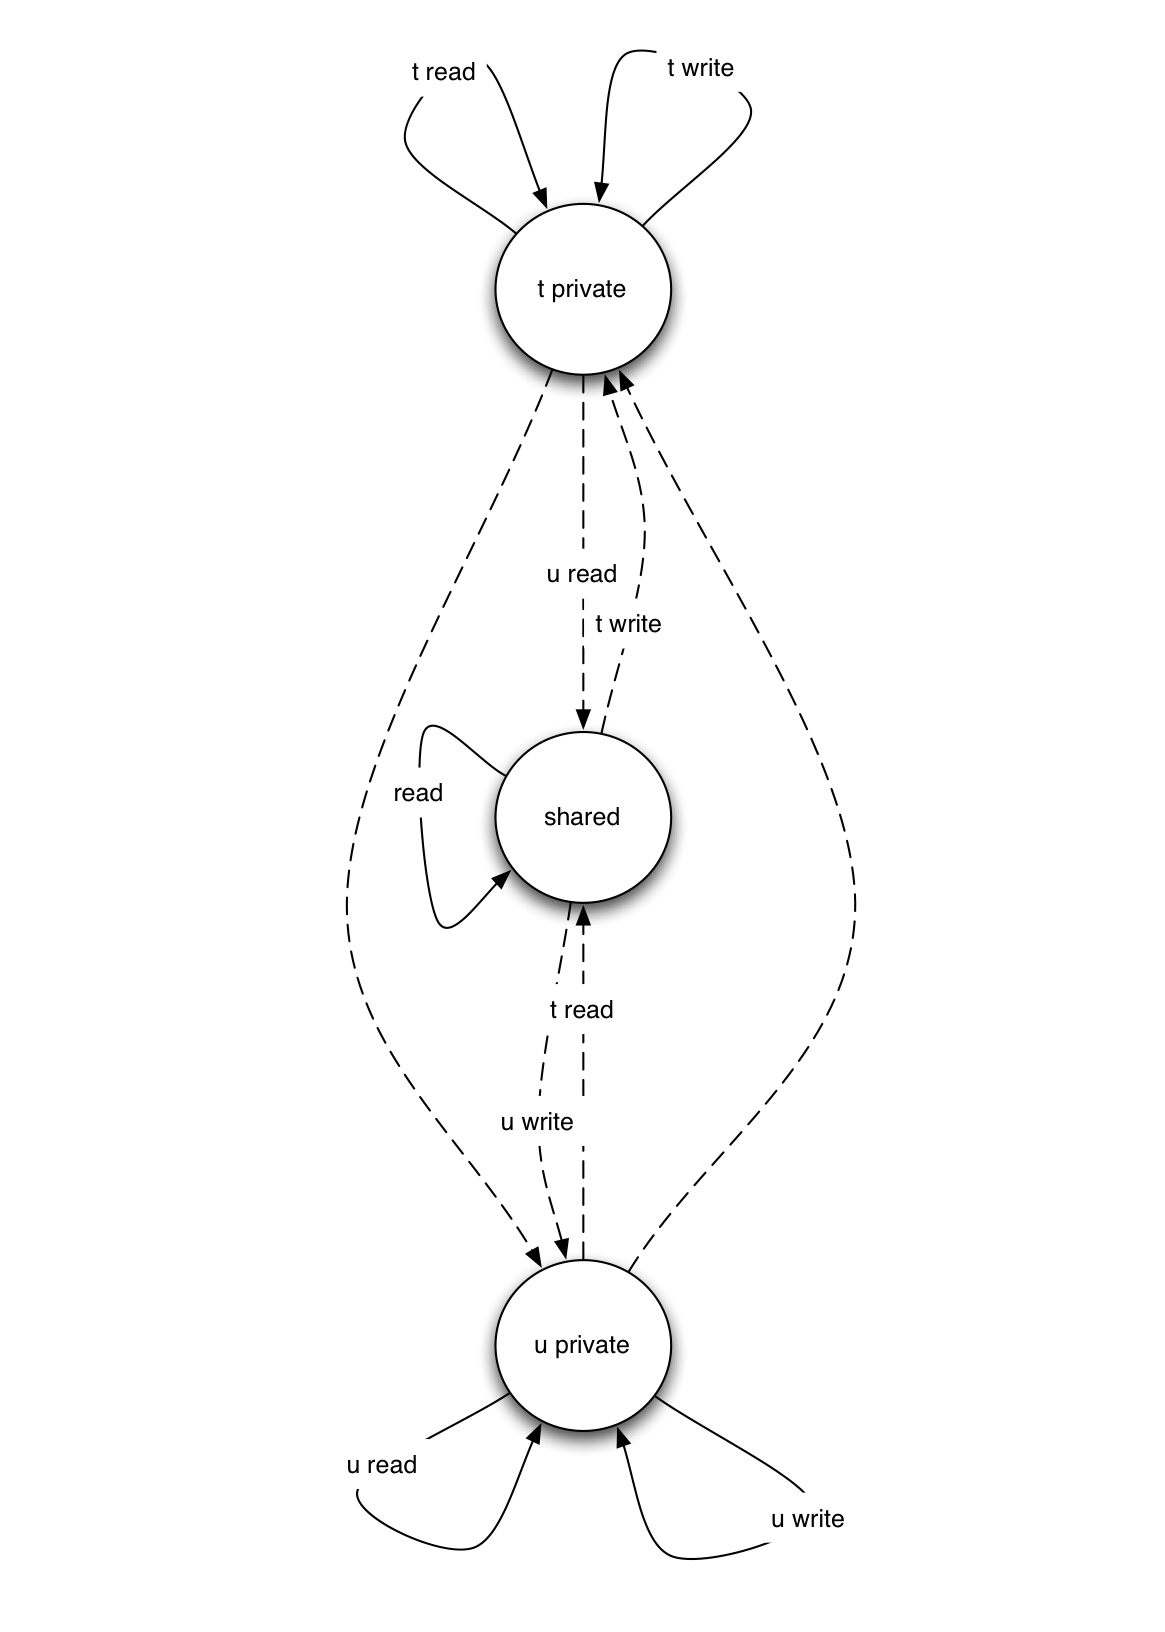 t read
t write
t private
u read
t write
read
shared
t read
u write
u private
u read
u write